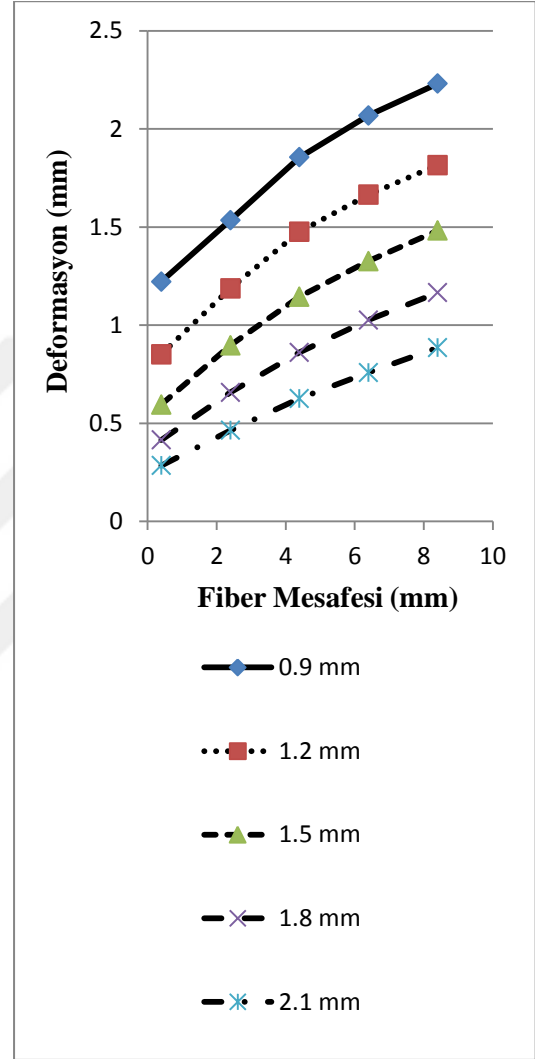 2.5
2
1.5
1
0.5
0
Deformasyon (mm)
0 2 4 6 8 10
Fiber Mesafesi (mm)
0.9 mm
1.2 mm
1.5 mm
1.8 mm
2.1 mm